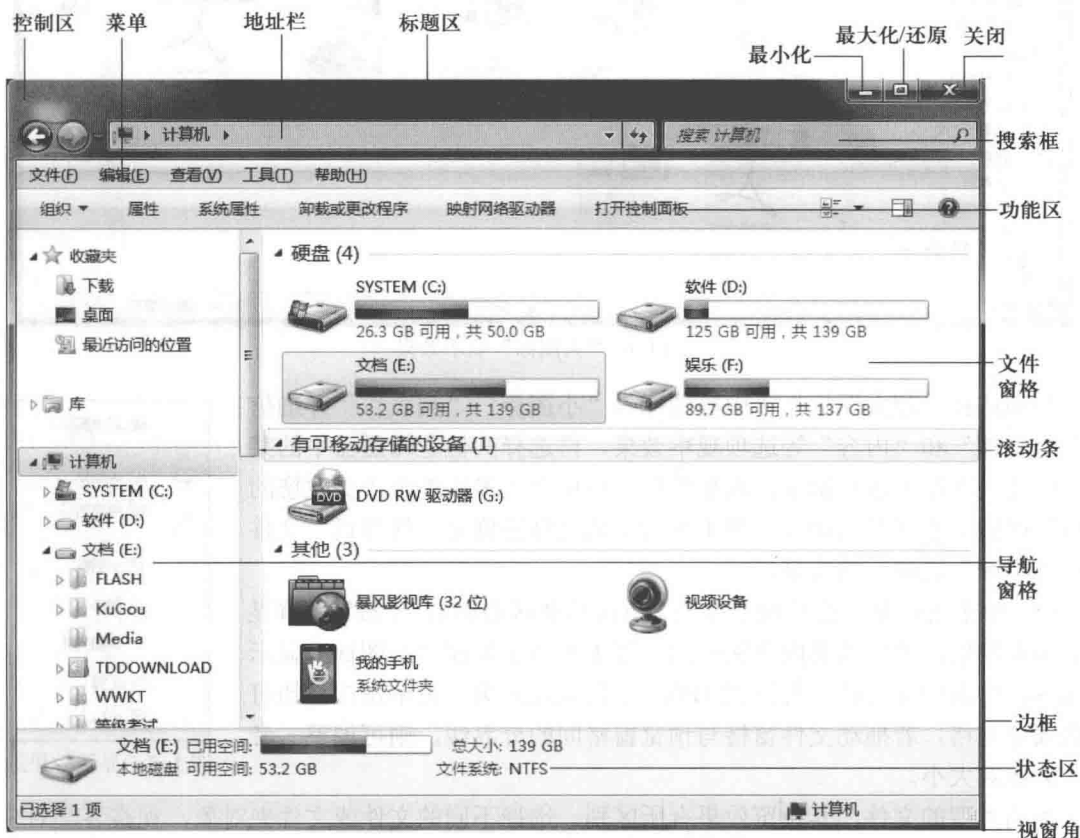 控制区 菜单 地址栏 标题区 最小化 最大化/还原 关闭
计算机
搜索 计算机
搜索框
文件(F) 编辑(E) 查看(V) 工具(T) 帮助(H)
组织 属性 系统属性 卸载或更改程序 映射网络驱动器 打开控制面板
功能区
收藏夹
下载
桌面
最近访问的位置
库
计算机
SYSTEM (C:)
软件 (D:)
文档 (E:)
FLASH
KuGou
Media
TDDOWNLOAD
WWKT
等级考试
硬盘 (4)
SYSTEM (C:)
26.3 GB 可用，共 50.0 GB
软件 (D:)
125 GB 可用，共 139 GB
文档 (E:)
53.2 GB 可用，共 139 GB
娱乐 (F:)
89.7 GB 可用，共 137 GB
有可移动存储的设备 (1)
DVD
DVD RW 驱动器 (G:)
其他 (3)
暴风影视库 (32 位)
视频设备
我的手机
系统文件夹
文件
窗格
滚动条
导航
窗格
边框
文档 (E:) 已用空间: 总大小: 139 GB
本地磁盘 可用空间: 53.2 GB 文件系统: NTFS
状态区
已选择 1 项
计算机
视窗角